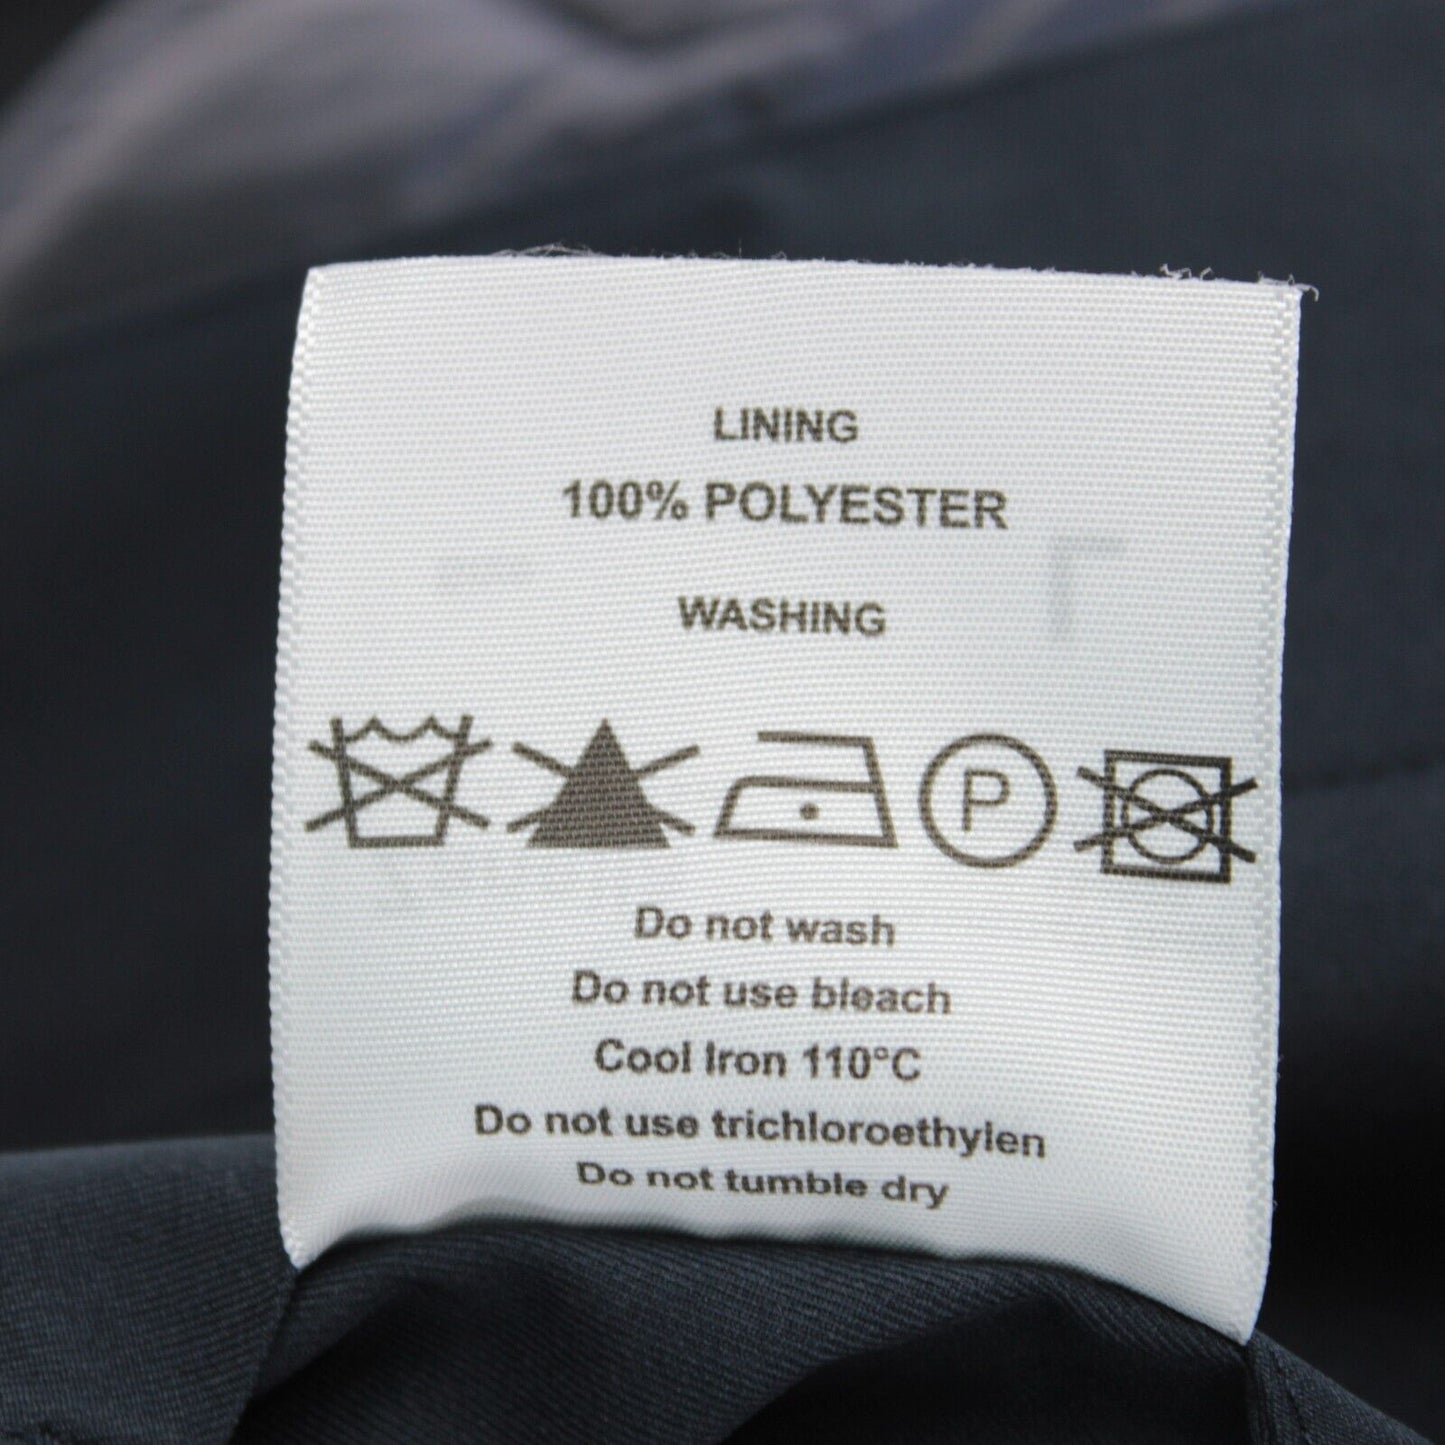 LINING
100% POLYESTER
WASHING
P
Do not wash
Do not use bleach
Cool Iron 110°C
Do not use trichloroethylen
Do not tumble dry